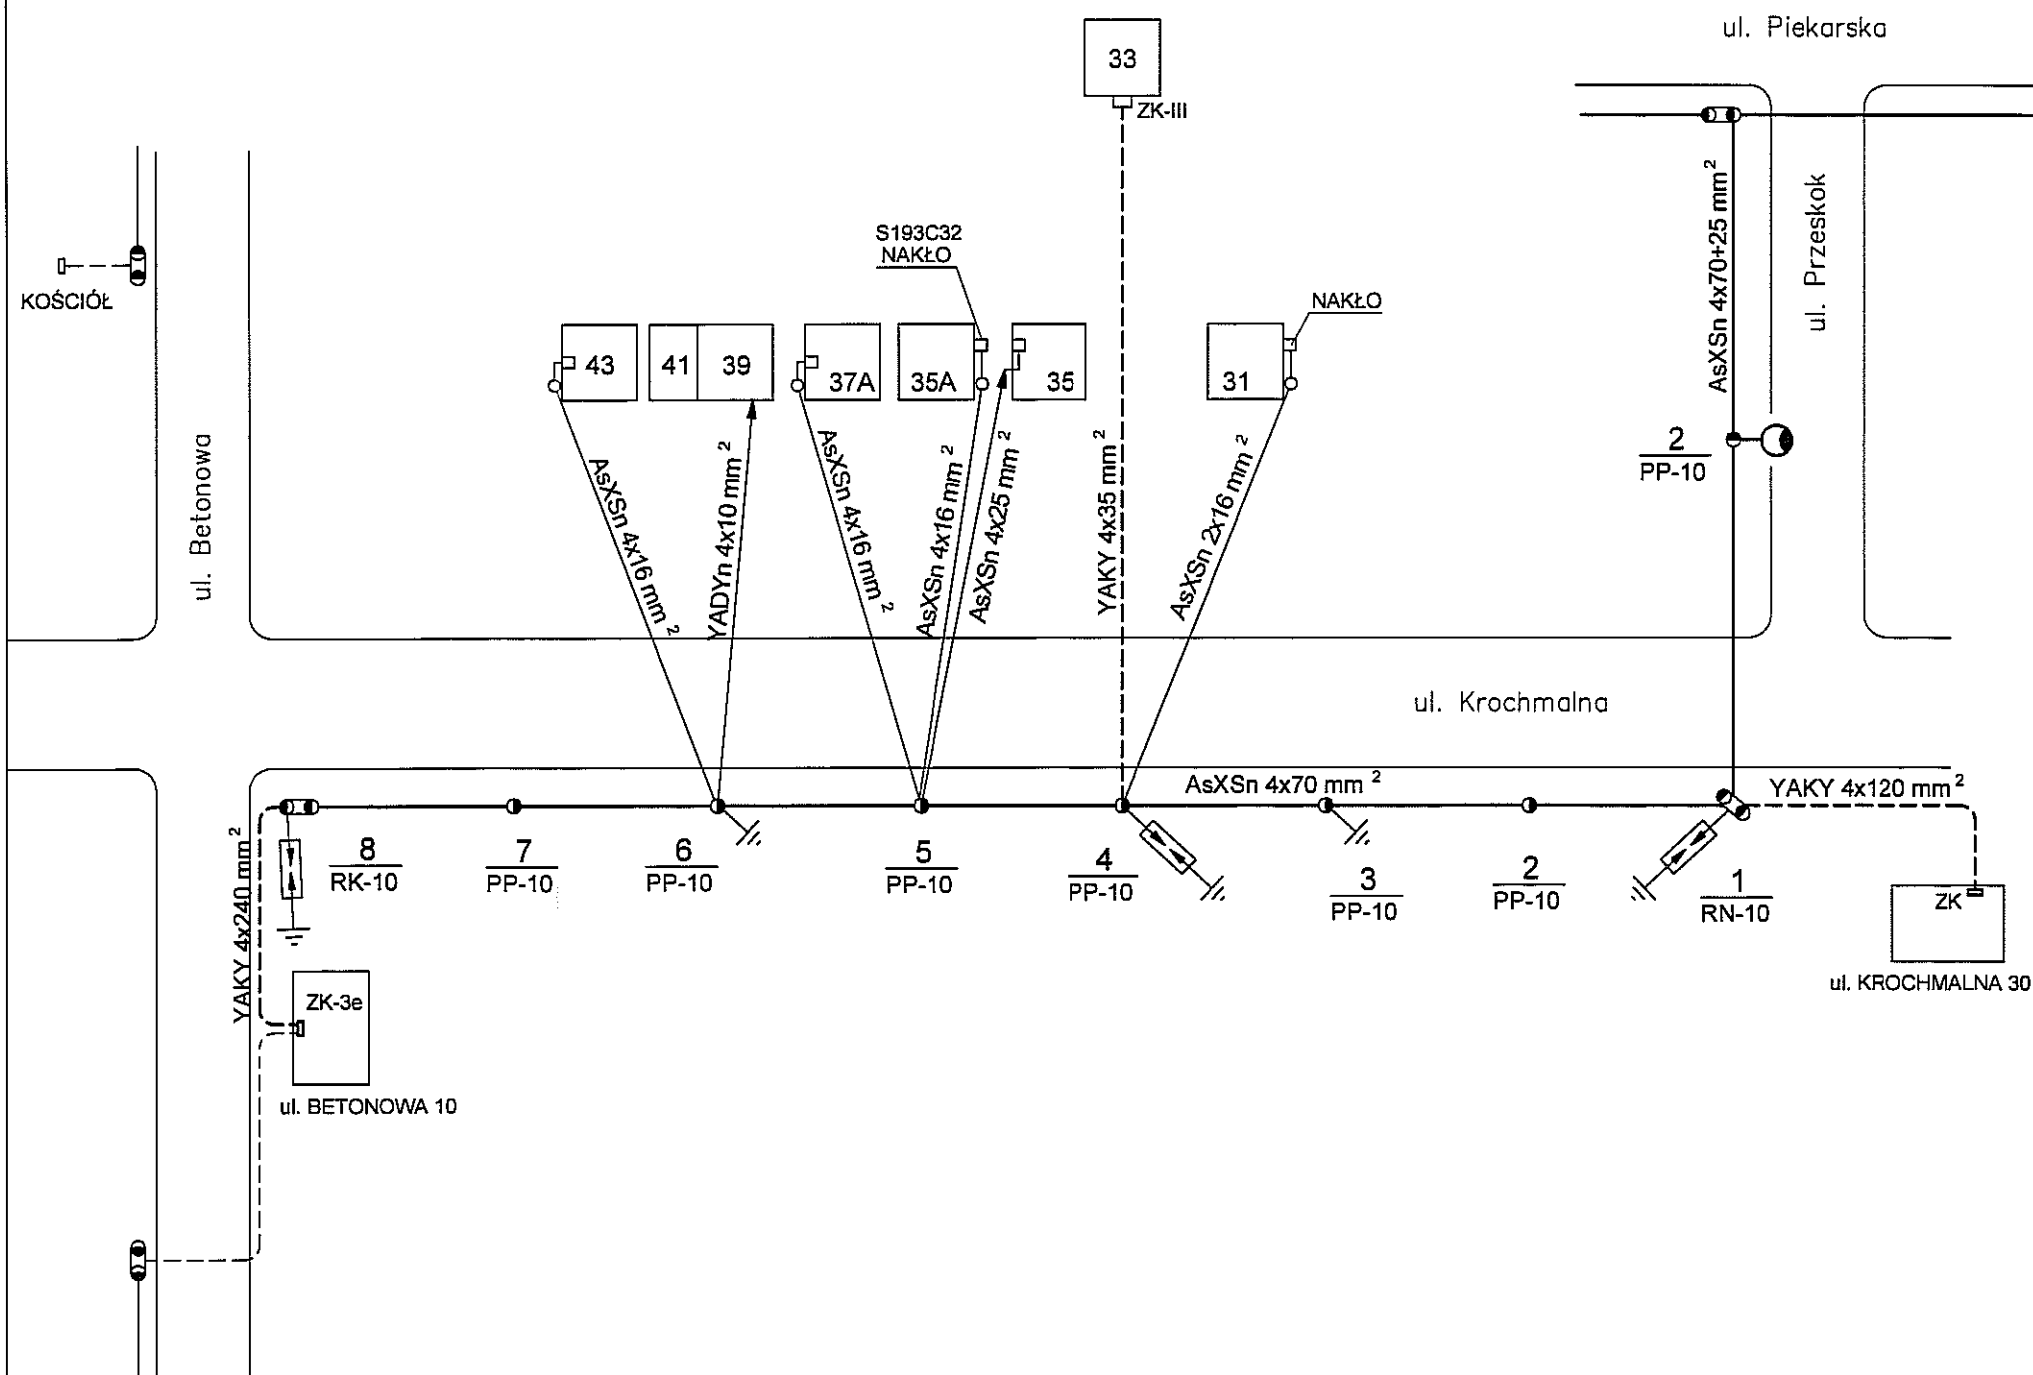 ul. Piekarska
33
ZK-III
AsXSn 4x70+25 mm²
ul. Przeskok
S193C32
NAKŁO
KOŚCIÓŁ
NAKŁO
43
41
39
37A
35A
35
31
ul. Betonowa
AsXSn 4x16 mm²
YADYn 4x10 mm²
AsXSn 4x16 mm²
AsXSn 4x16 mm²
AsXSn 4x25 mm²
YAKY 4x35 mm²
AsXSn 2x16 mm²
2
PP-10
ul. Krochmalna
AsXSn 4x70 mm²
YAKY 4x120 mm²
YAKY 4x240 mm²
8
RK-10
7
PP-10
6
PP-10
5
PP-10
4
PP-10
3
PP-10
2
PP-10
1
RN-10
ZK
ul. KROCHMALNA 30
ZK-3e
ul. BETONOWA 10